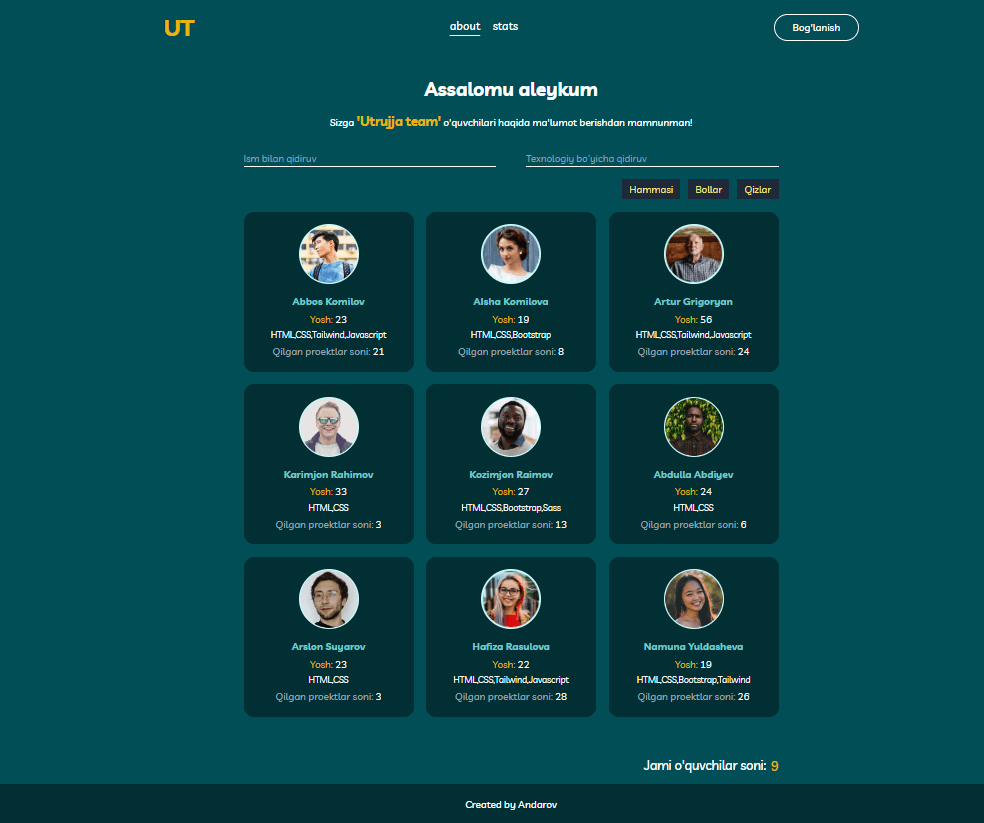 UT
about stats
Bog'lanish
Assalomu aleykum
Sizga 'Utrujja team' o'quvchilari haqida ma'lumot berishdan mamnunman!
Ism bilan qidiruv
Texnologiy bo'yicha qidiruv
Hammasi Bollar Qizlar
Abbos Komilov
Yosh: 23
HTML,CSS,Tailwind,Javascript
Qilgan proektlar soni: 21
AIsha Komilova
Yosh: 19
HTML,CSS,Bootstrap
Qilgan proektlar soni: 8
Artur Grigoryan
Yosh: 56
HTML,CSS,Tailwind,Javascript
Qilgan proektlar soni: 24
Karimjon Rahimov
Yosh: 33
HTML,CSS
Qilgan proektlar soni: 3
Kozimjon Raimov
Yosh: 27
HTML,CSS,Bootstrap,Sass
Qilgan proektlar soni: 13
Abdulla Abdiyev
Yosh: 24
HTML,CSS
Qilgan proektlar soni: 6
Arslon Suyarov
Yosh: 23
HTML,CSS
Qilgan proektlar soni: 3
Hafiza Rasulova
Yosh: 22
HTML,CSS,Tailwind,Javascript
Qilgan proektlar soni: 28
Namuna Yuldasheva
Yosh: 19
HTML,CSS,Bootstrap,Tailwind
Qilgan proektlar soni: 26
Jami o'quvchilar soni: 9
Created by Andarov